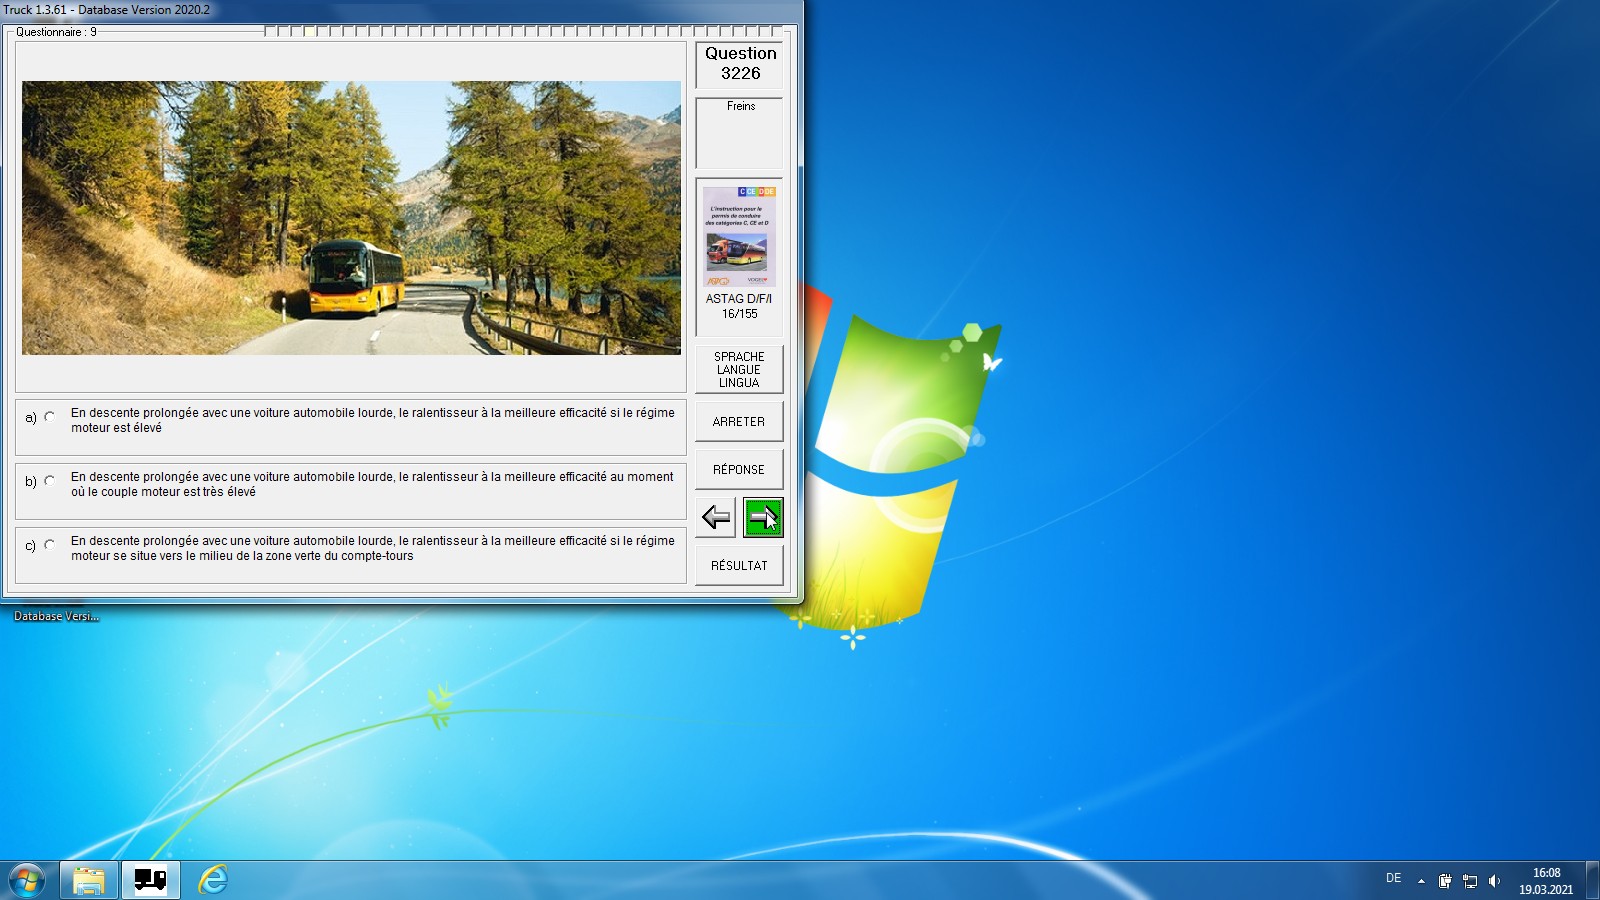 Truck 1.3.61 - Database Version 2020.2
Questionnaire : 9
Question
3226
Freins
C CE D DE
L'instruction pour le
permis de conduire
des catégories C, CE et D
ASTAG D/F/I
16/155
SPRACHE
LANGUE
LINGUA
ARRETER
RÉPONSE
RÉSULTAT
a) En descente prolongée avec une voiture automobile lourde, le ralentisseur à la meilleure efficacité si le régime
moteur est élevé
b) En descente prolongée avec une voiture automobile lourde, le ralentisseur à la meilleure efficacité au moment
où le couple moteur est très élevé
c) En descente prolongée avec une voiture automobile lourde, le ralentisseur à la meilleure efficacité si le régime
moteur se situe vers le milieu de la zone verte du compte-tours
Database Versi...
DE
16:08
19.03.2021